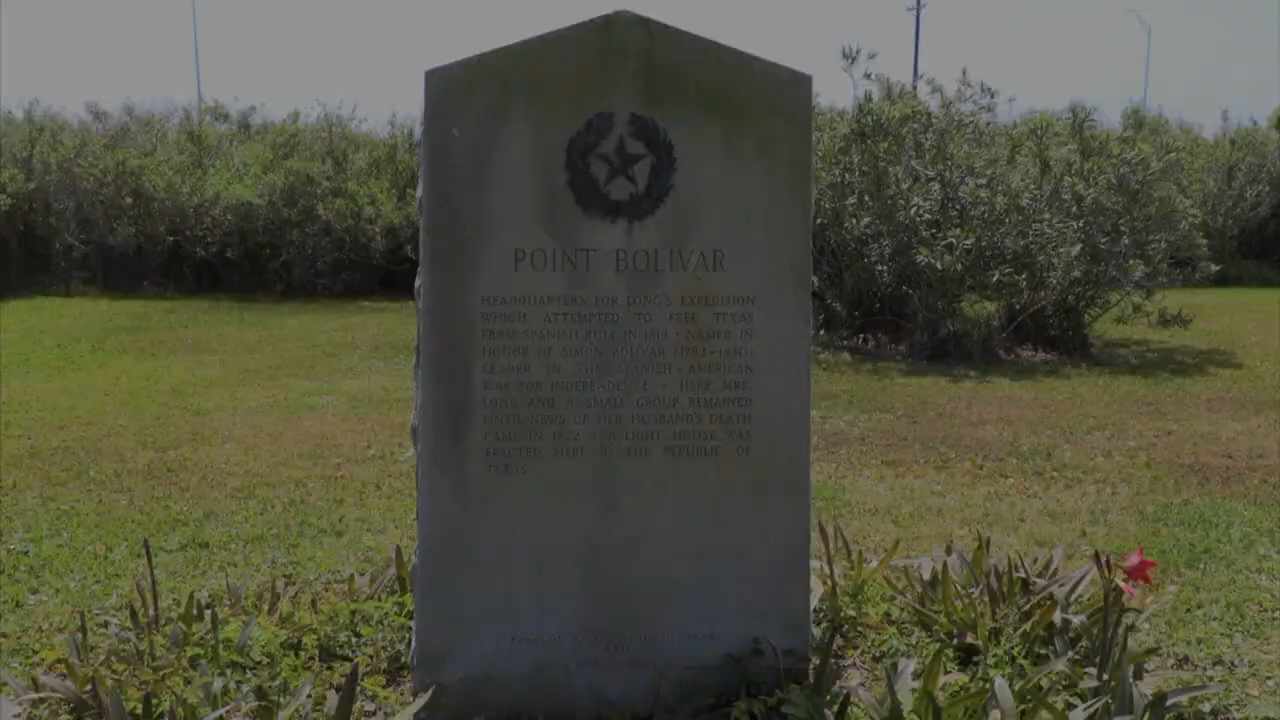 POINT BOLIVAR
HEADQUARTERS FOR LONG'S EXPEDITION
WHICH ATTEMPTED TO FREE TEXAS
FROM SPANISH RULE IN 1819 • NAMED IN
HONOR OF SIMON BOLIVAR (1783-1830)
LEADER IN THE SPANISH-AMERICAN
WAR FOR INDEPENDENCE • HERE MRS.
LONG AND A SMALL GROUP REMAINED
UNTIL NEWS OF HER HUSBAND'S DEATH
CAME IN 1822 • A LIGHT HOUSE WAS
ERECTED HERE BY THE REPUBLIC OF
TEXAS